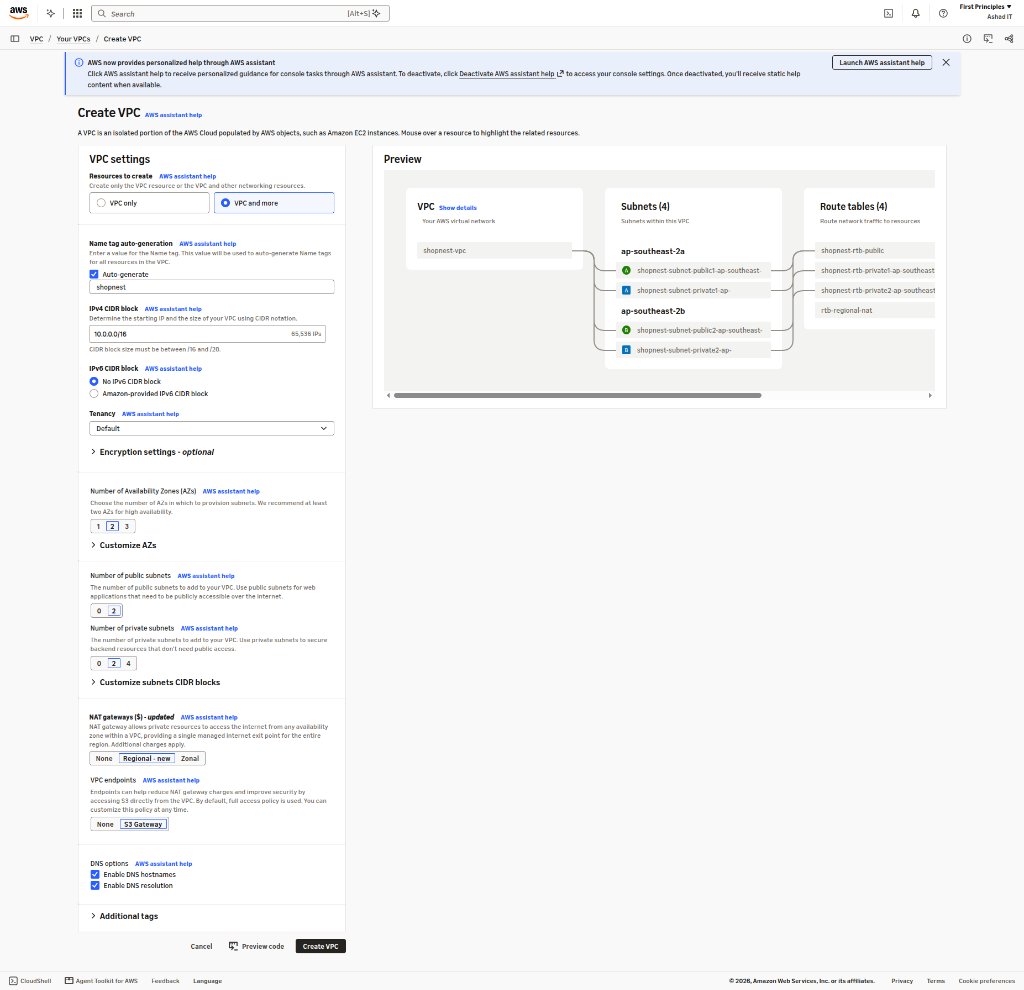 aws
Search
[Alt+S]
First Principles
Ashad IT
VPC / Your VPCs / Create VPC
AWS now provides personalized help through AWS assistant
Launch AWS assistant help
Click AWS assistant help to receive personalized guidance for console tasks through AWS assistant. To deactivate, click Deactivate AWS assistant help to access your console settings. Once deactivated, you'll receive static help
content when available.
Create VPC AWS assistant help
A VPC is an isolated portion of the AWS Cloud populated by AWS objects, such as Amazon EC2 instances. Mouse over a resource to highlight the related resources.
VPC settings
Resources to create AWS assistant help
Create only the VPC resource or the VPC and other networking resources.
VPC only
VPC and more
Name tag auto-generation AWS assistant help
Enter a value for the Name tag. This value will be used to auto-generate Name tags
for all resources in the VPC.
Auto-generate
shopnest
IPv4 CIDR block AWS assistant help
Determine the starting IP and the size of your VPC using CIDR notation.
10.0.0.0/16 65,536 IPs
CIDR block size must be between /16 and /28.
IPv6 CIDR block AWS assistant help
No IPv6 CIDR block
Amazon-provided IPv6 CIDR block
Tenancy AWS assistant help
Default
Encryption settings - optional
Number of Availability Zones (AZs) AWS assistant help
Choose the number of AZs in which to provision subnets. We recommend at least
two AZs for high availability.
1 2 3
Customize AZs
Number of public subnets AWS assistant help
The number of public subnets to add to your VPC. Use public subnets for web
applications that need to be publicly accessible over the internet.
0 2
Number of private subnets AWS assistant help
The number of private subnets to add to your VPC. Use private subnets to secure
backend resources that don't need public access.
0 2 4
Customize subnets CIDR blocks
NAT gateways ($) - updated AWS assistant help
NAT gateway allows private resources to access the internet from any availability
zone within a VPC, providing a single managed internet exit point for the entire
region. Additional charges apply.
None Regional - new Zonal
VPC endpoints AWS assistant help
Endpoints can help reduce NAT gateway charges and improve security by
accessing S3 directly from the VPC. By default, full access policy is used. You can
customize this policy at any time.
None S3 Gateway
DNS options AWS assistant help
Enable DNS hostnames
Enable DNS resolution
Additional tags
Cancel Preview code Create VPC
Preview
VPC Show details
Your AWS virtual network
shopnest-vpc
Subnets (4)
Subnets within this VPC
ap-southeast-2a
A shopnest-subnet-public1-ap-southeast-
A shopnest-subnet-private1-ap-
ap-southeast-2b
B shopnest-subnet-public2-ap-southeast-
B shopnest-subnet-private2-ap-
Route tables (4)
Route network traffic to resources
shopnest-rtb-public
shopnest-rtb-private1-ap-southeast
shopnest-rtb-private2-ap-southeast
rtb-regional-nat
CloudShell Agent Toolkit for AWS Feedback Language
© 2026, Amazon Web Services, Inc. or its affiliates. Privacy Terms Cookie preferences